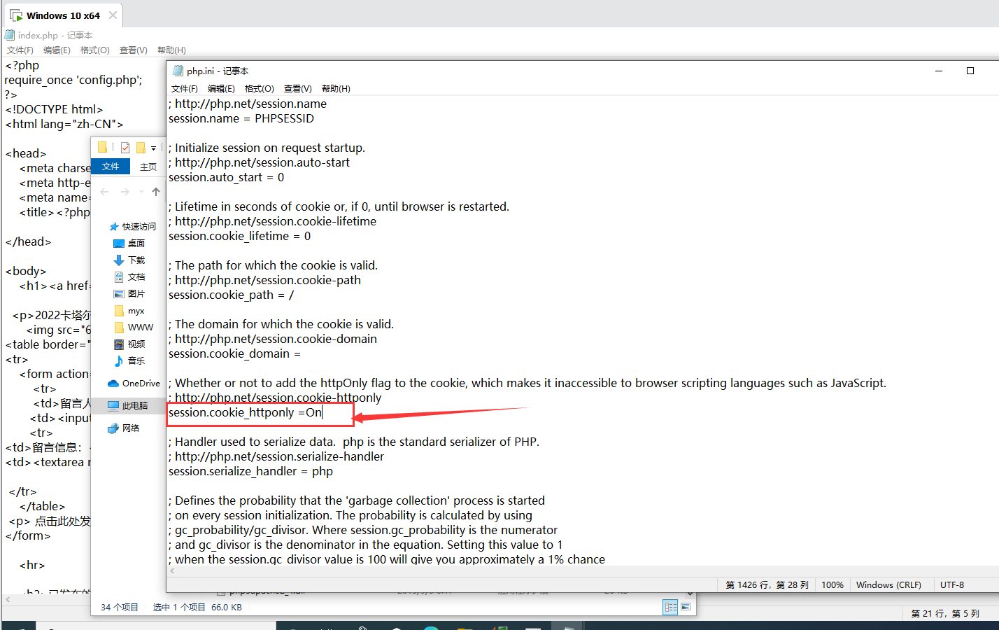 Windows 10 x64
index.php - 记事本
文件(F) 编辑(E) 格式(O) 查看(V) 帮助(H)
<?php
require_once 'config.php';
?>
<!DOCTYPE html>
<html lang="zh-CN">
<head>
<meta charse
<meta http-e
<meta name=
<title><?php
</head>
<body>
<h1><a href=
<p>2022卡塔尔
<img src="6
<table border="
<tr>
<form action=
<tr>
<td>留言人
<td><input
<tr>
<td>留言信息：
<td><textarea r
</tr>
</table>
<p> 点击此处发
</form>
<hr>
文件 主页
快速访问
桌面
下载
文档
图片
myx
WWW
视频
音乐
OneDrive
此电脑
网络
34 个项目 选中 1 个项目 66.0 KB
php.ini - 记事本
文件(F) 编辑(E) 格式(O) 查看(V) 帮助(H)
; http://php.net/session.name
session.name = PHPSESSID
; Initialize session on request startup.
; http://php.net/session.auto-start
session.auto_start = 0
; Lifetime in seconds of cookie or, if 0, until browser is restarted.
; http://php.net/session.cookie-lifetime
session.cookie_lifetime = 0
; The path for which the cookie is valid.
; http://php.net/session.cookie-path
session.cookie_path = /
; The domain for which the cookie is valid.
; http://php.net/session.cookie-domain
session.cookie_domain =
; Whether or not to add the httpOnly flag to the cookie, which makes it inaccessible to browser scripting languages such as JavaScript.
; http://php.net/session.cookie-httponly
session.cookie_httponly =On
; Handler used to serialize data.  php is the standard serializer of PHP.
; http://php.net/session.serialize-handler
session.serialize_handler = php
; Defines the probability that the 'garbage collection' process is started
; on every session initialization. The probability is calculated by using
; gc_probability/gc_divisor. Where session.gc_probability is the numerator
; and gc_divisor is the denominator in the equation. Setting this value to 1
; when the session.gc_divisor value is 100 will give you approximately a 1% chance
第 1426 行，第 28 列 100% Windows (CRLF) UTF-8
第 21 行，第 5 列